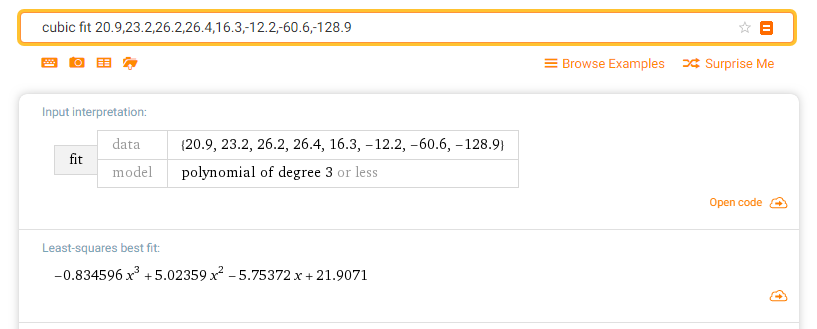 cubic fit 20.9,23.2,26.2,26.4,16.3,-12.2,-60.6,-128.9
Browse Examples Surprise Me
Input interpretation:
fit
data {20.9, 23.2, 26.2, 26.4, 16.3, −12.2, −60.6, −128.9}
model polynomial of degree 3 or less
Open code
Least-squares best fit:
−0.834596 x³ + 5.02359 x² − 5.75372 x + 21.9071